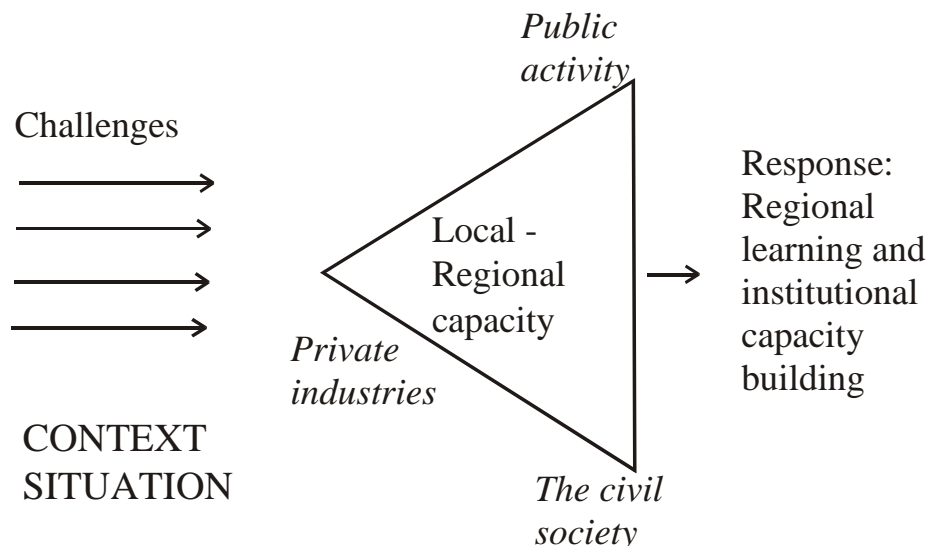 Public
activity
Challenges
Response:
Regional
learning and
institutional
capacity
building
Local -
Regional
capacity
Private
industries
CONTEXT
SITUATION
The civil
society